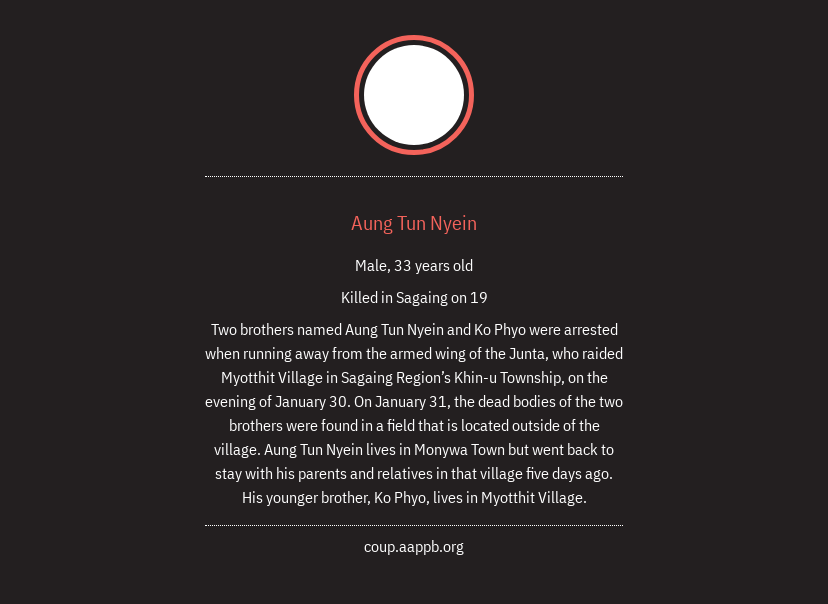 Aung Tun Nyein
Male, 33 years old
Killed in Sagaing on 19
Two brothers named Aung Tun Nyein and Ko Phyo were arrested
when running away from the armed wing of the Junta, who raided
Myotthit Village in Sagaing Region’s Khin-u Township, on the
evening of January 30. On January 31, the dead bodies of the two
brothers were found in a field that is located outside of the
village. Aung Tun Nyein lives in Monywa Town but went back to
stay with his parents and relatives in that village five days ago.
His younger brother, Ko Phyo, lives in Myotthit Village.
coup.aappb.org